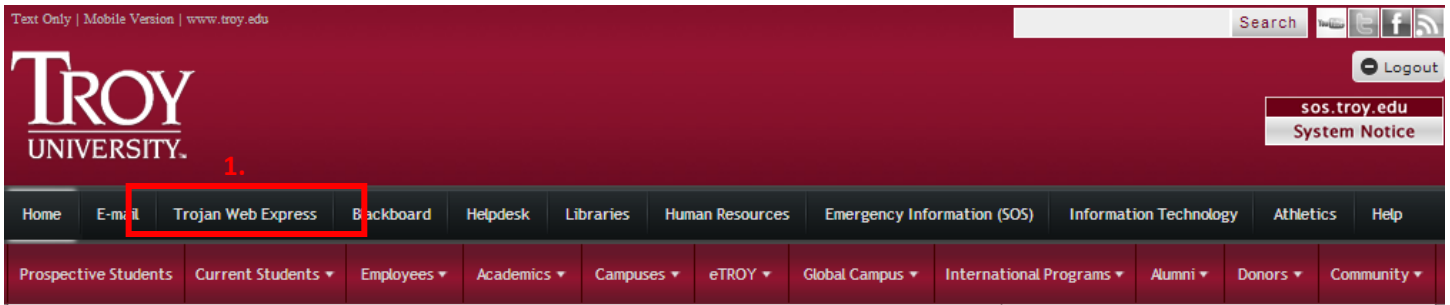 Text Only | Mobile Version | www.troy.edu
Search
Logout
TROY
UNIVERSITY™
sos.troy.edu
System Notice
1.
Home E-mail Trojan Web Express Blackboard Helpdesk Libraries Human Resources Emergency Information (SOS) Information Technology Athletics Help
Prospective Students Current Students ▾ Employees ▾ Academics ▾ Campuses ▾ eTROY ▾ Global Campus ▾ International Programs ▾ Alumni ▾ Donors ▾ Community ▾